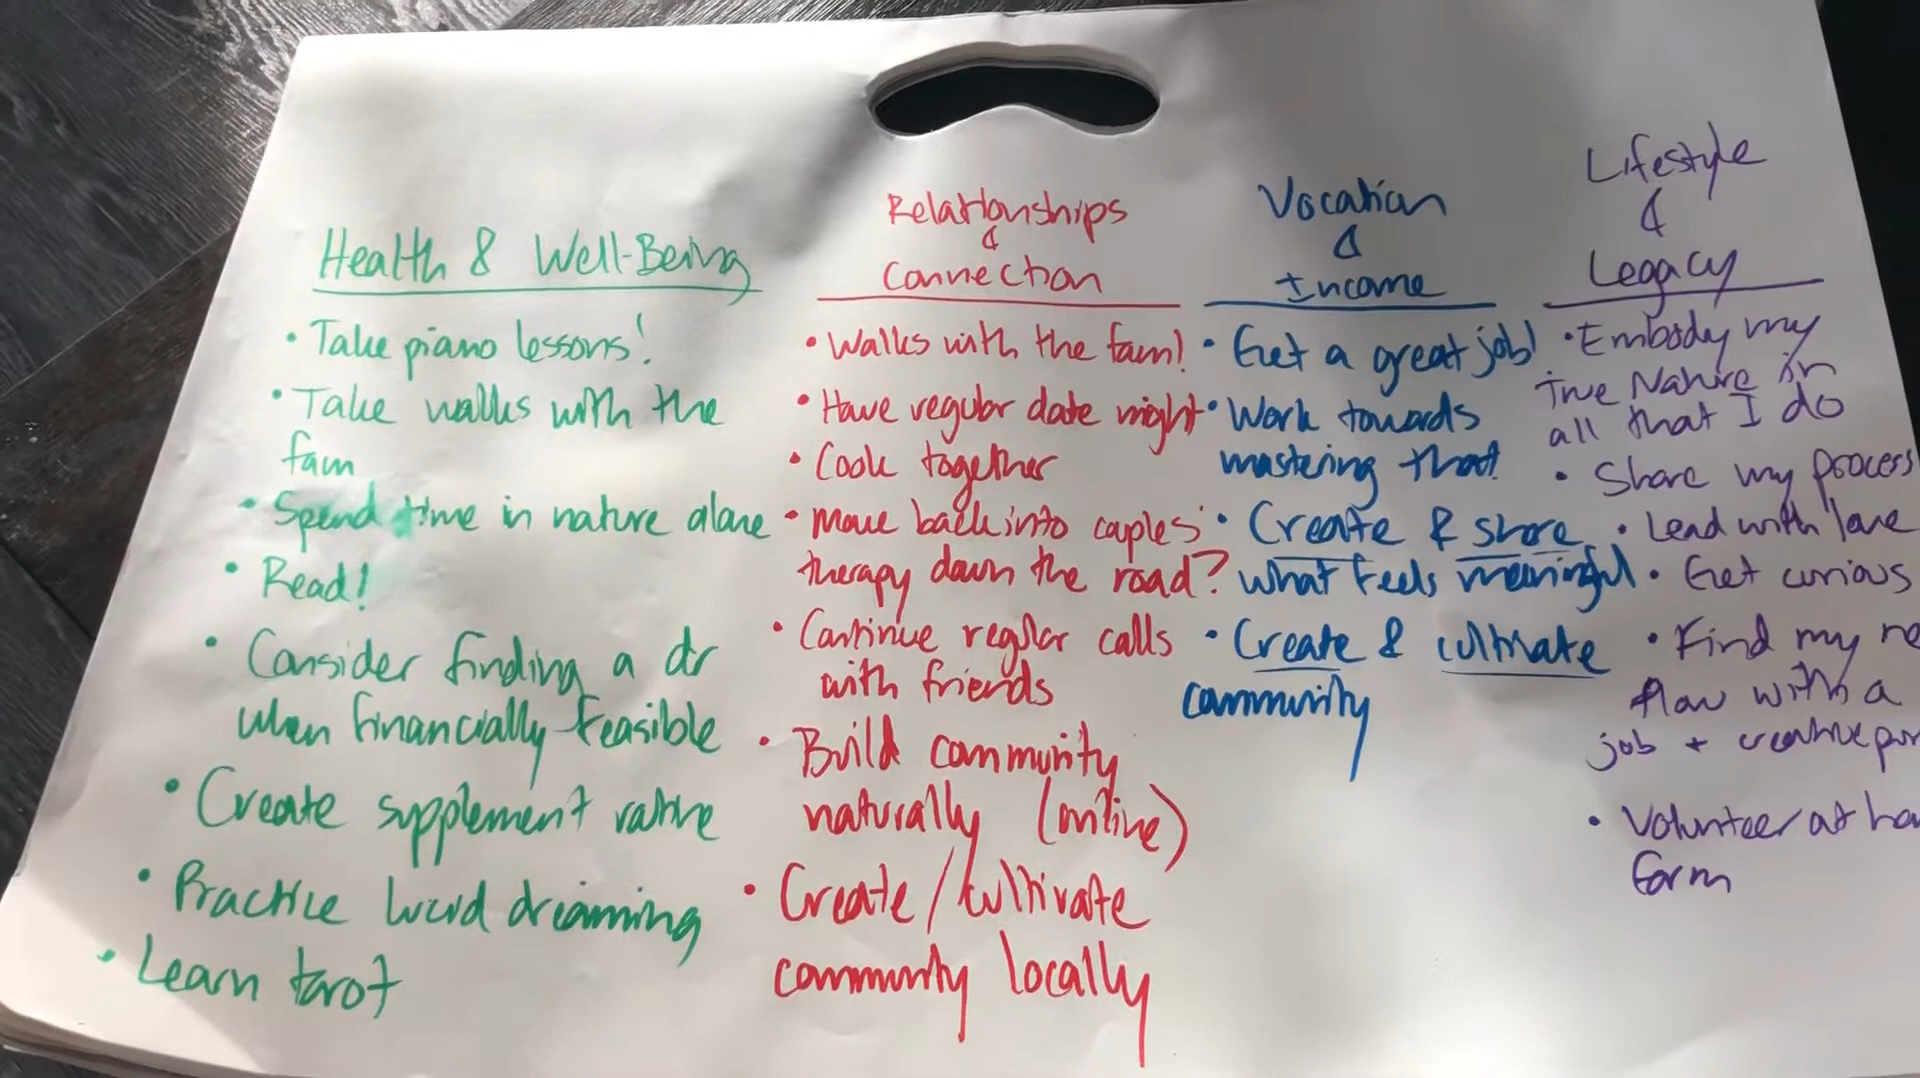 Health & Well-Being
• Take piano lessons!
• Take walks with the
fam
• Spend time in nature alone
• Read!
• Consider finding a dr
when financially feasible
• Create supplement
• Practice lucid dreaming
• Learn tarot
Relationships
&
Connection
• Walks with the fam!
• Have regular date night
• Cook together
• Move back into couples'
therapy down the road?
• Continue regular calls
with friends
• Build community
naturally (online)
• Create / cultivate
community locally
Vocation
&
Income
• Get a great job!
• Work towards
mastering that!
• Create & share
what feels meaningful
• Create & cultivate
community
Lifestyle
&
Legacy
• Embody my
True Nature in
all that I do
• Share my process
• Lead with love
• Get curious
• Find my
flow with a
job + creative
• Volunteer at
farm